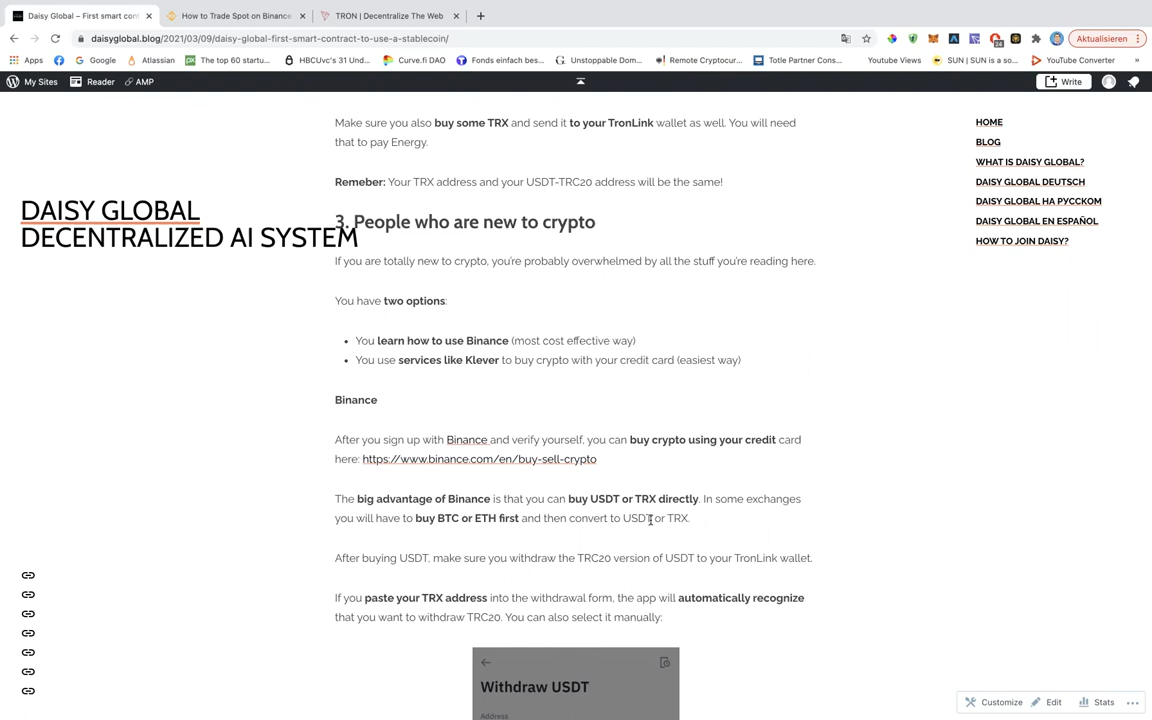 Daisy Global – First smart cont
How to Trade Spot on Binance
TRON | Decentralize The Web
daisyglobal.blog/2021/03/09/daisy-global-first-smart-contract-to-use-a-stablecoin/
Aktualisieren
Apps
Google
Atlassian
The top 60 startu...
HBCUvc's 31 Und...
Curve.fi DAO
Fonds einfach bes...
Unstoppable Dom...
Remote Cryptocur...
Totle Partner Cons...
Youtube Views
SUN | SUN is a so...
YouTube Converter
»
My Sites
Reader
AMP
Write
Make sure you also buy some TRX and send it to your TronLink wallet as well. You will need
that to pay Energy.
Remeber: Your TRX address and your USDT-TRC20 address will be the same!
DAISY GLOBAL
DECENTRALIZED AI SYSTEM
3. People who are new to crypto
If you are totally new to crypto, you're probably overwhelmed by all the stuff you're reading here.
You have two options:
• You learn how to use Binance (most cost effective way)
• You use services like Klever to buy crypto with your credit card (easiest way)
Binance
After you sign up with Binance and verify yourself, you can buy crypto using your credit card
here: https://www.binance.com/en/buy-sell-crypto
The big advantage of Binance is that you can buy USDT or TRX directly. In some exchanges
you will have to buy BTC or ETH first and then convert to USDT or TRX.
After buying USDT, make sure you withdraw the TRC20 version of USDT to your TronLink wallet.
If you paste your TRX address into the withdrawal form, the app will automatically recognize
that you want to withdraw TRC20. You can also select it manually:
Withdraw USDT
Address
HOME
BLOG
WHAT IS DAISY GLOBAL?
DAISY GLOBAL DEUTSCH
DAISY GLOBAL НА РУССКОМ
DAISY GLOBAL EN ESPAÑOL
HOW TO JOIN DAISY?
Customize
Edit
Stats